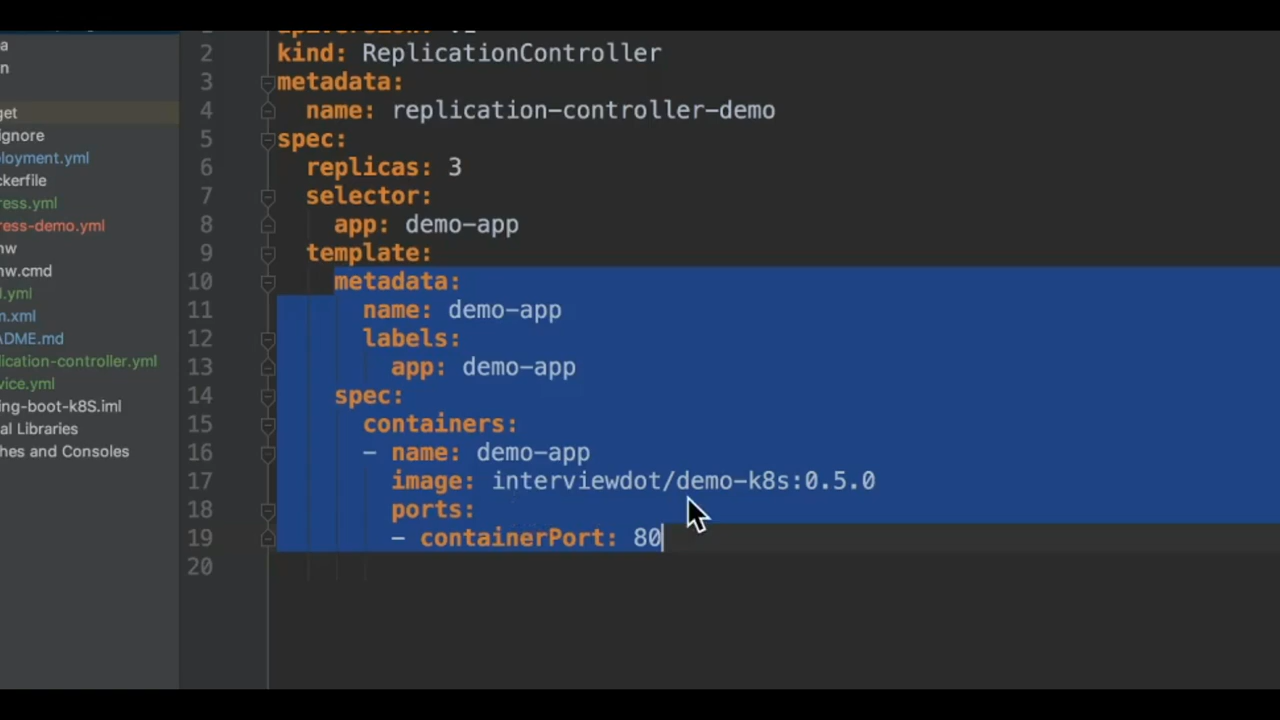 a
n
get
ignore
loyment.yml
ckerfile
ress.yml
ress-demo.yml
nw
nw.cmd
l.yml
n.xml
ADME.md
lication-controller.yml
vice.yml
ing-boot-k8S.iml
al Libraries
hes and Consoles
2 kind: ReplicationController
3 metadata:
4 name: replication-controller-demo
5 spec:
6 replicas: 3
7 selector:
8 app: demo-app
9 template:
10 metadata:
11 name: demo-app
12 labels:
13 app: demo-app
14 spec:
15 containers:
16 - name: demo-app
17 image: interviewdot/demo-k8s:0.5.0
18 ports:
19 - containerPort: 80
20